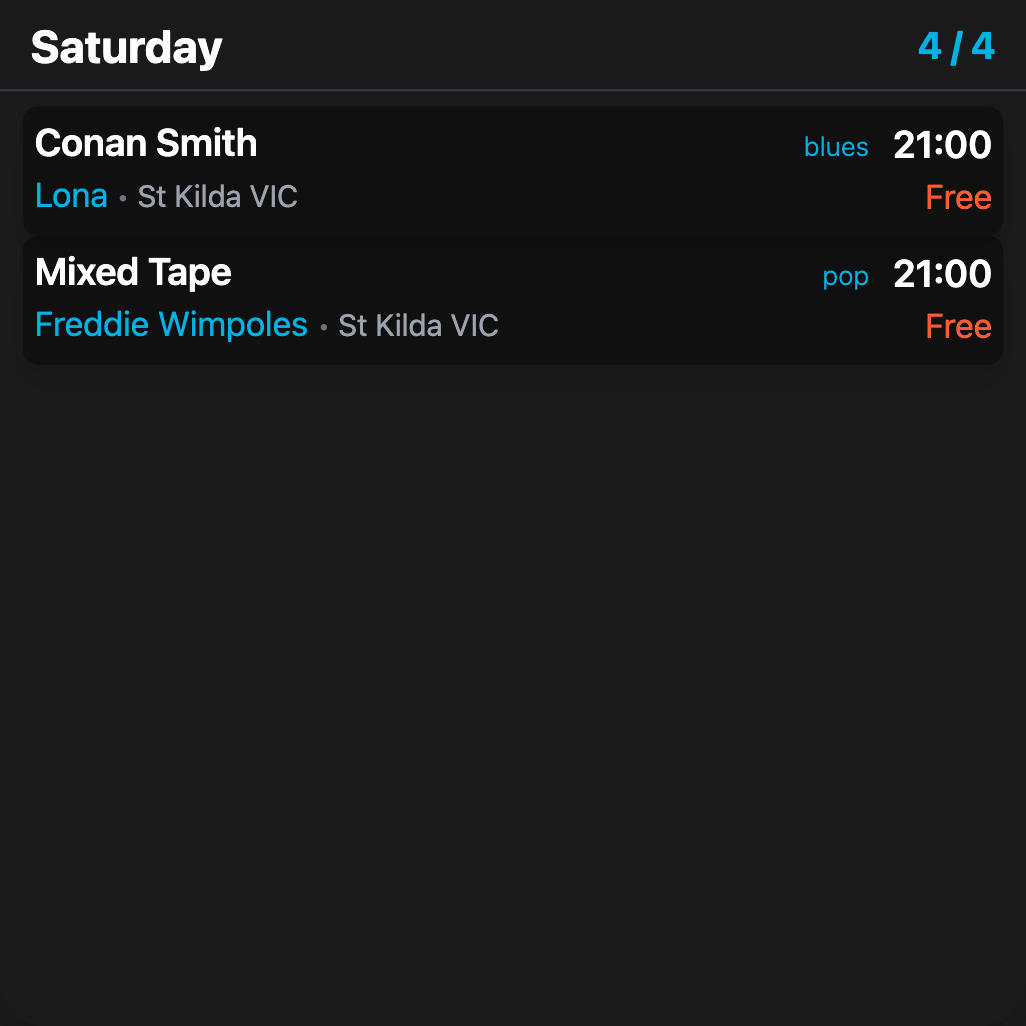 Saturday 4 / 4
Conan Smith blues 21:00
Lona • St Kilda VIC Free
Mixed Tape pop 21:00
Freddie Wimpoles • St Kilda VIC Free